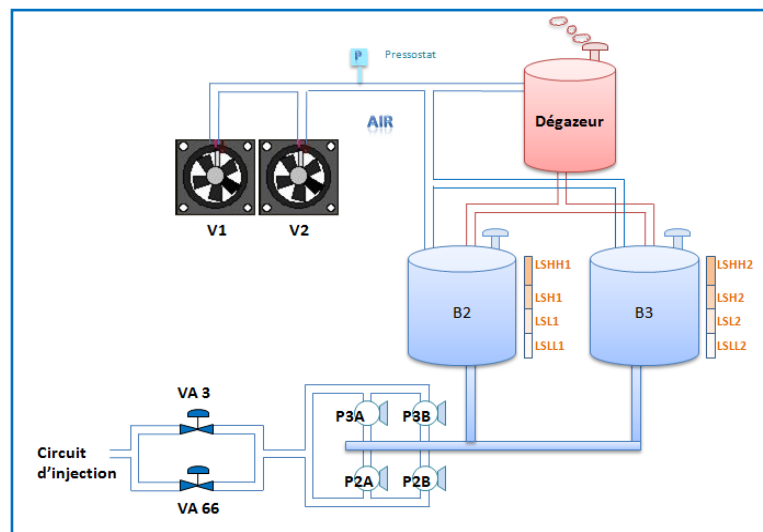 P
Pressostat
AIR
Dégazeur
V1
V2
B2
LSHH1
LSH1
LSL1
LSLL1
B3
LSHH2
LSH2
LSL2
LSLL2
VA 3
P3A
P3B
Circuit
d'injection
P2A
P2B
VA 66